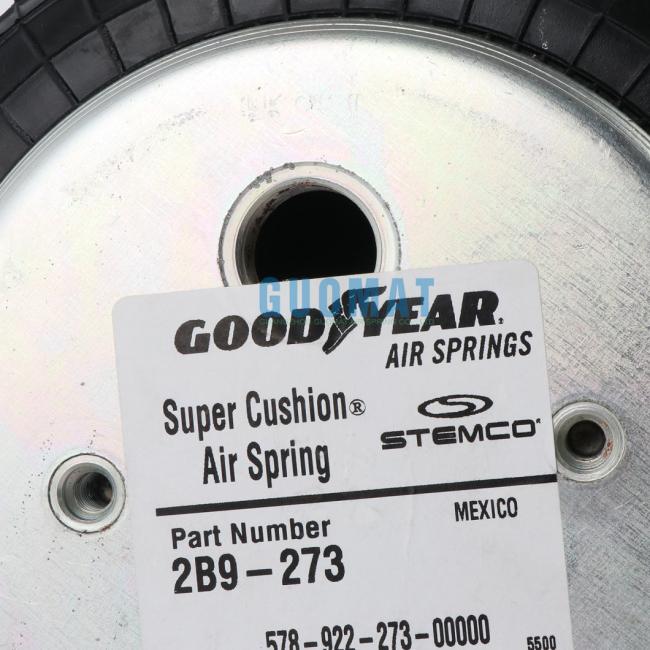 GUOMAT
GOODYEAR
AIR SPRINGS
Super Cushion®
Air Spring
STEMCO
Part Number
MEXICO
2B9-273
578-922-273-00000
5500